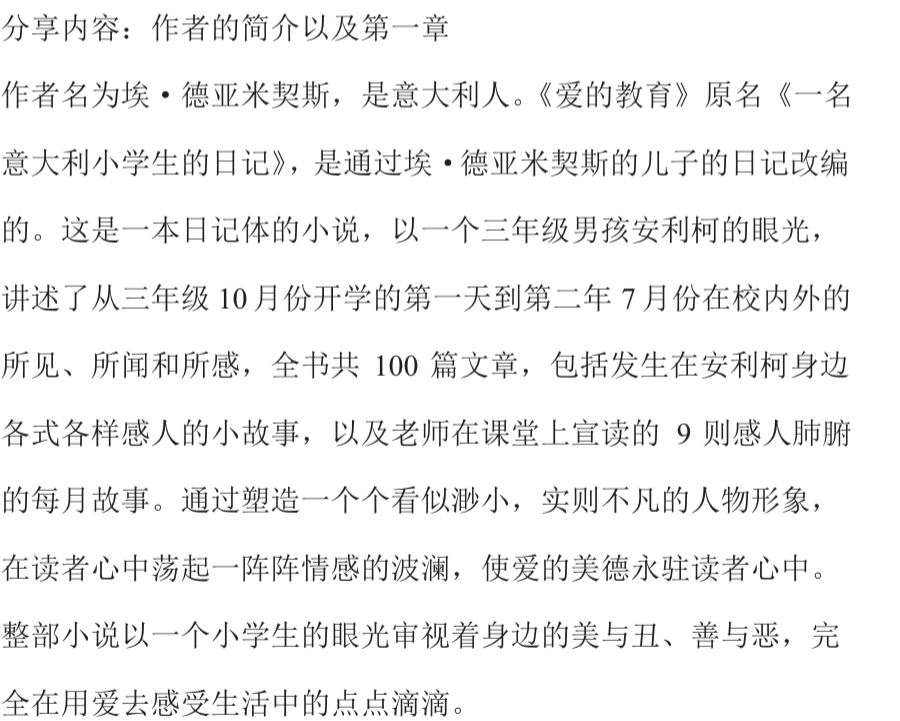 分享内容：作者的简介以及第一章
作者名为埃·德亚米契斯，是意大利人。《爱的教育》原名《一名
意大利小学生的日记》，是通过埃·德亚米契斯的儿子的日记改编
的。这是一本日记体的小说，以一个三年级男孩安利柯的眼光，
讲述了从三年级 10 月份开学的第一天到第二年 7 月份在校内外的
所见、所闻和所感，全书共 100 篇文章，包括发生在安利柯身边
各式各样感人的小故事，以及老师在课堂上宣读的 9 则感人肺腑
的每月故事。通过塑造一个个看似渺小，实则不凡的人物形象，
在读者心中荡起一阵阵情感的波澜，使爱的美德永驻读者心中。
整部小说以一个小学生的眼光审视着身边的美与丑、善与恶，完
全在用爱去感受生活中的点点滴滴。